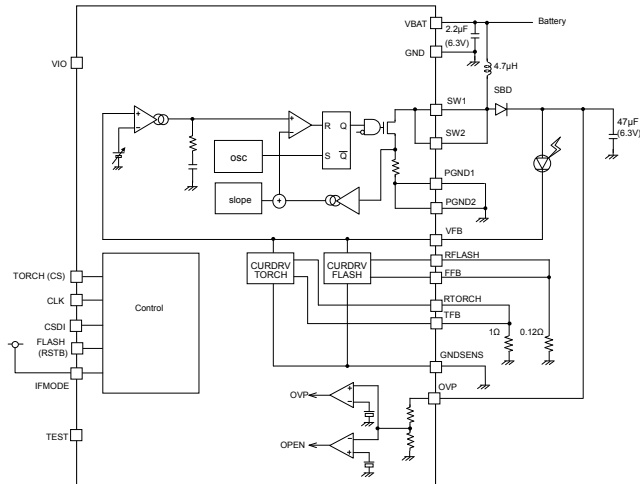 VBAT
Battery
2.2µF
(6.3V)
GND
VIO
4.7µH
SBD
SW1
47µF
(6.3V)
+
−
+
−
R
Q
S
Q
SW2
OSC
slope
+
PGND1
PGND2
VFB
CURDRV
TORCH
CURDRV
FLASH
RFLASH
FFB
TORCH (CS)
CLK
Control
RTORCH
TFB
CSDI
FLASH
(RSTB)
1Ω
0.12Ω
IFMODE
GNDSENS
OVP
OVP
+
−
TEST
OPEN
−
+